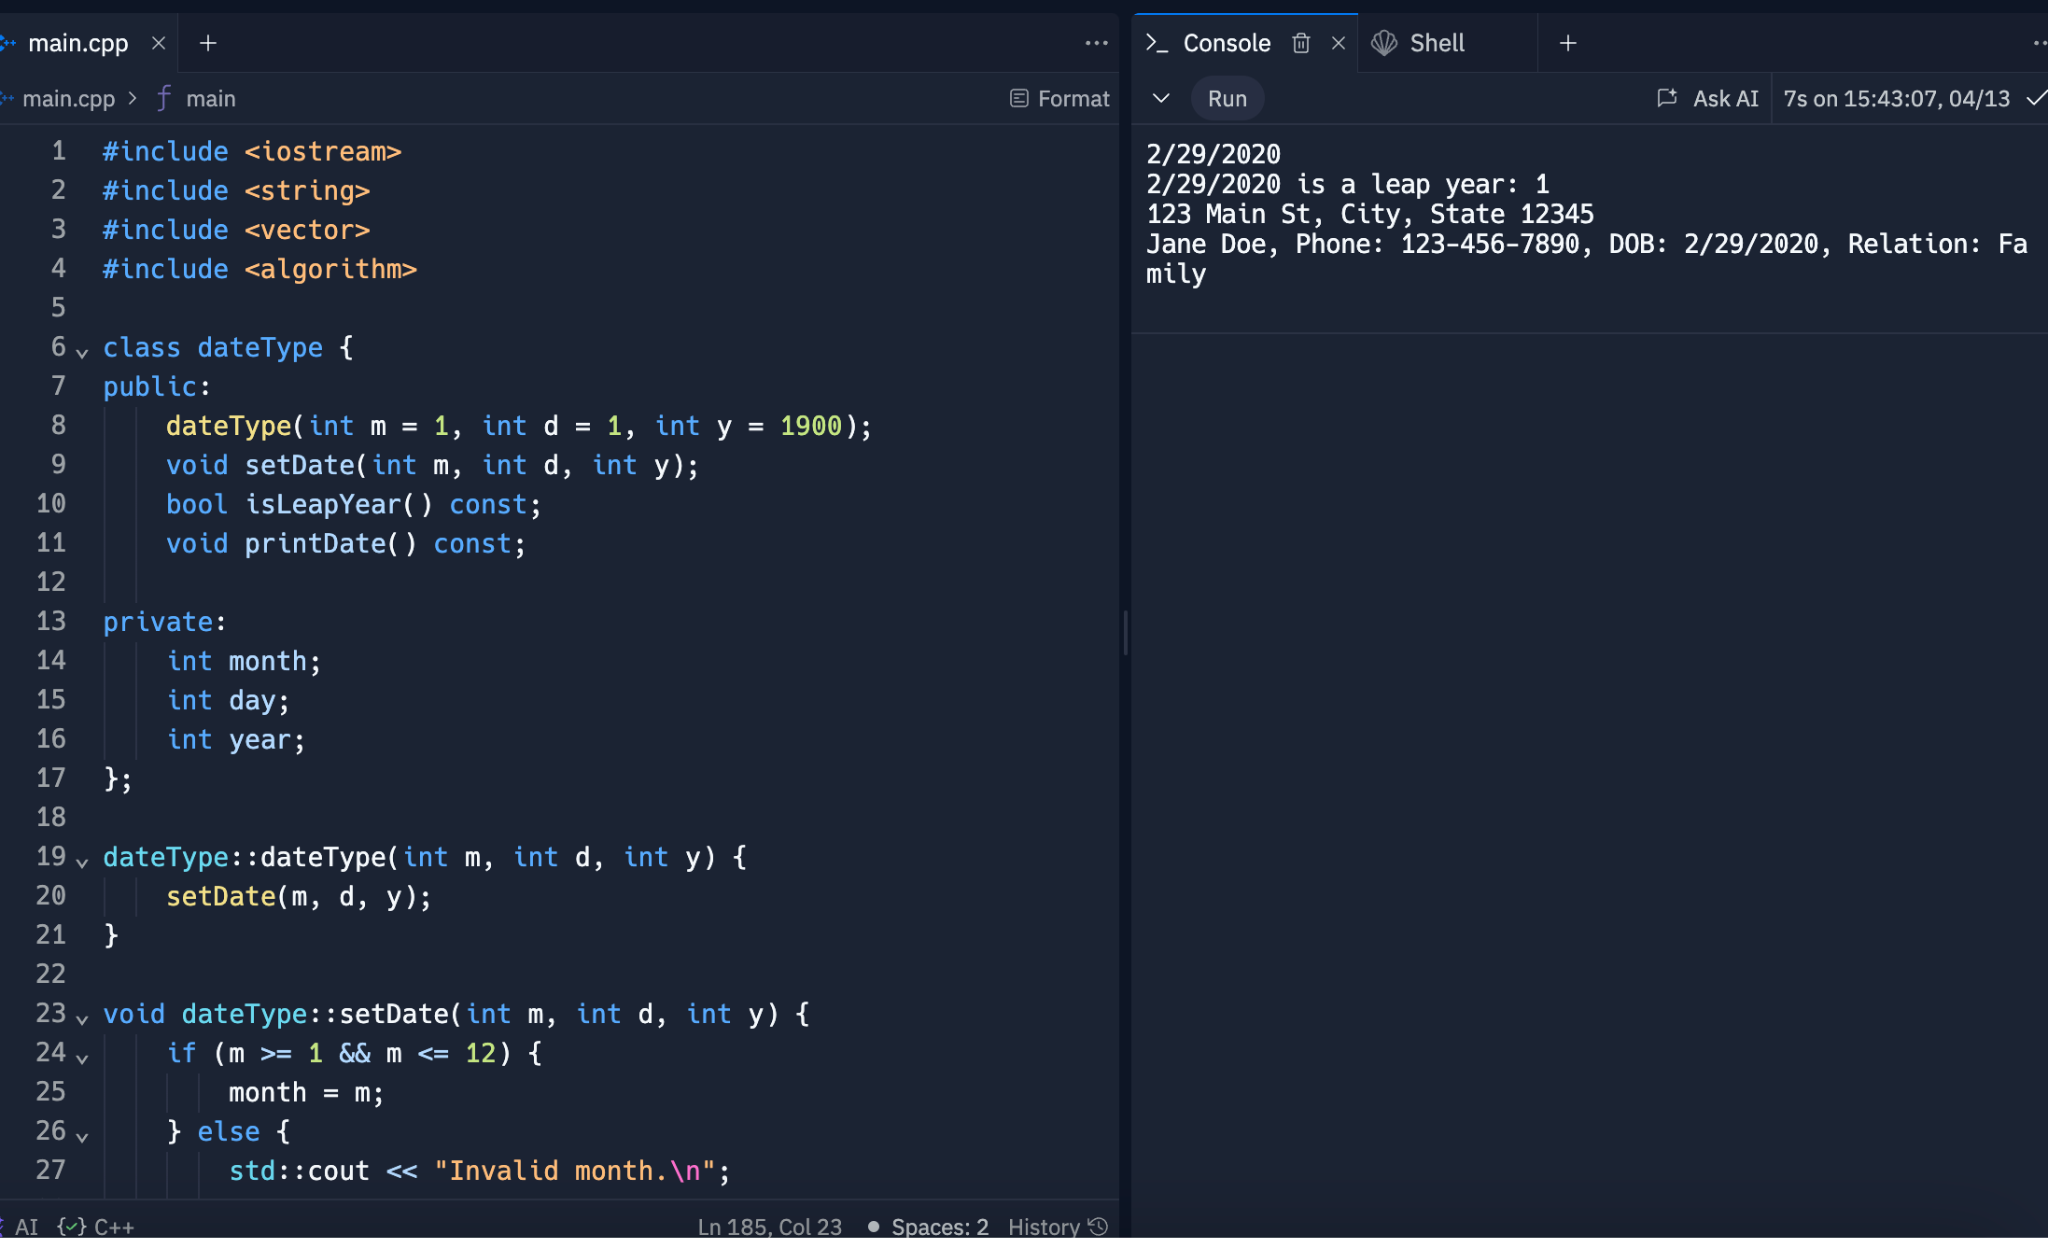 main.cpp
main.cpp > main
Format
1 #include <iostream>
2 #include <string>
3 #include <vector>
4 #include <algorithm>
5
6 class dateType {
7 public:
8     dateType(int m = 1, int d = 1, int y = 1900);
9     void setDate(int m, int d, int y);
10     bool isLeapYear() const;
11     void printDate() const;
12
13 private:
14     int month;
15     int day;
16     int year;
17 };
18
19 dateType::dateType(int m, int d, int y) {
20     setDate(m, d, y);
21 }
22
23 void dateType::setDate(int m, int d, int y) {
24     if (m >= 1 && m <= 12) {
25         month = m;
26     } else {
27         std::cout << "Invalid month.\n";
AI {✓} C++ Ln 185, Col 23 • Spaces: 2 History
>_ Console Shell
Run Ask AI 7s on 15:43:07, 04/13
2/29/2020
2/29/2020 is a leap year: 1
123 Main St, City, State 12345
Jane Doe, Phone: 123-456-7890, DOB: 2/29/2020, Relation: Fa
mily